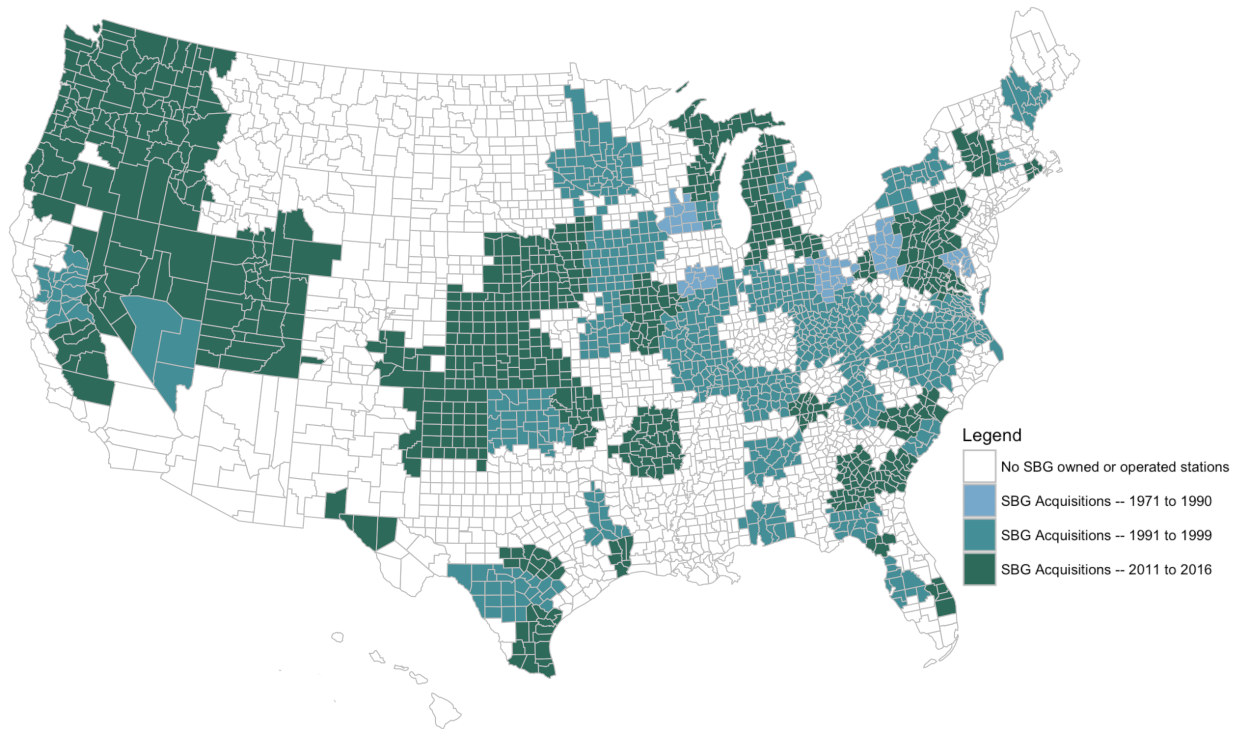 Legend
No SBG owned or operated stations
SBG Acquisitions -- 1971 to 1990
SBG Acquisitions -- 1991 to 1999
SBG Acquisitions -- 2011 to 2016